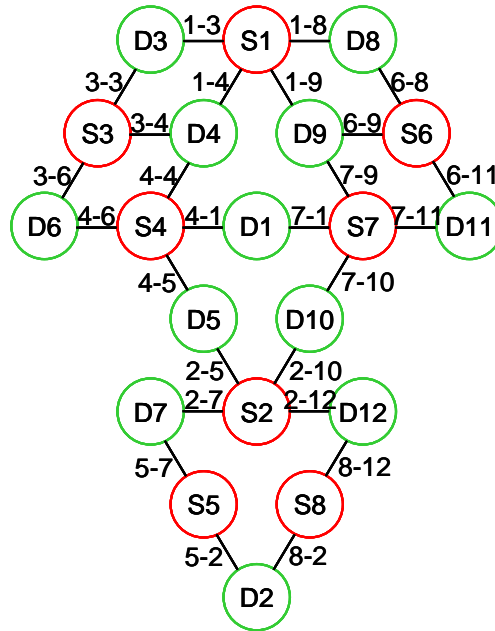 D3 1-3 S1 1-8 D8
3-3 1-4 1-9 6-8
S3 3-4 D4 D9 6-9 S6
3-6 4-4 7-9 6-11
D6 4-6 S4 4-1 D1 7-1 S7 7-11 D11
4-5 7-10
D5 D10
2-5 2-10
D7 2-7 S2 2-12 D12
5-7 8-12
S5 S8
5-2 8-2
D2